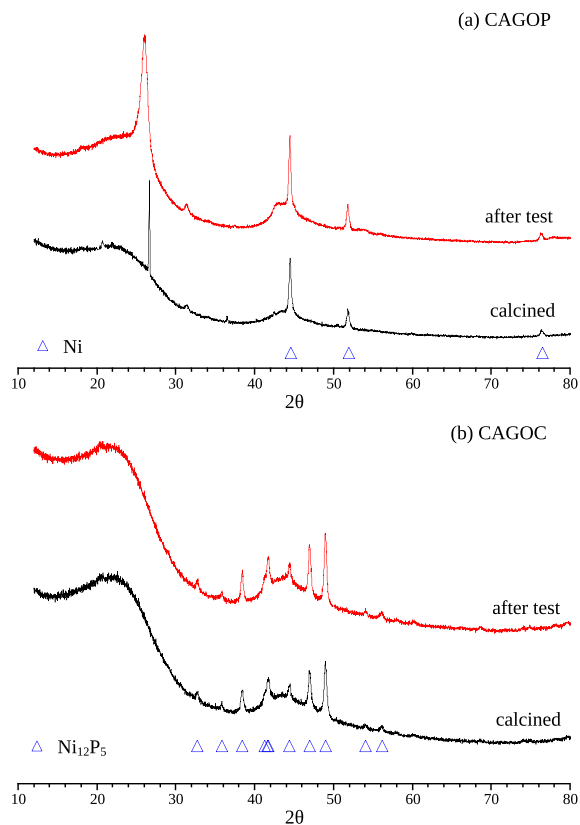 (a) CAGOP
after test
calcined
△ Ni
10 20 30 40 50 60 70 80
2θ
(b) CAGOC
after test
calcined
△ Ni₁₂P₅
10 20 30 40 50 60 70 80
2θ